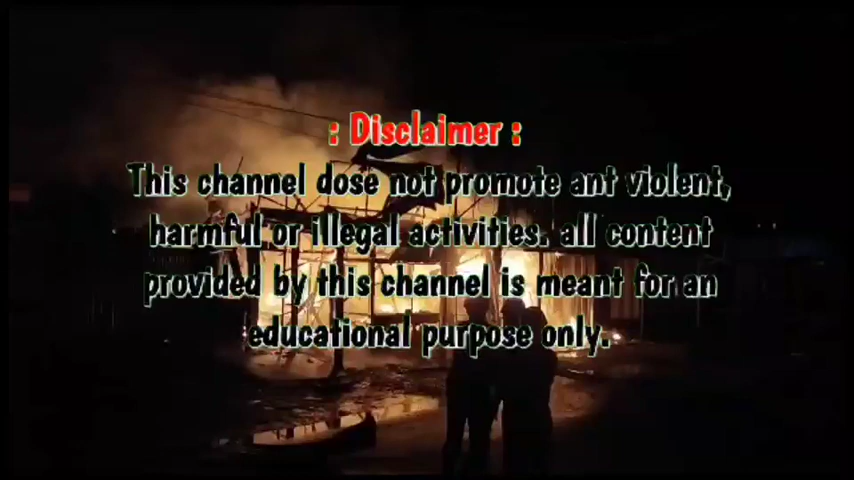 : Disclaimer :
This channel dose not promote ant violent,
harmful or illegal activities. all content
provided by this channel is meant for an
educational purpose only.